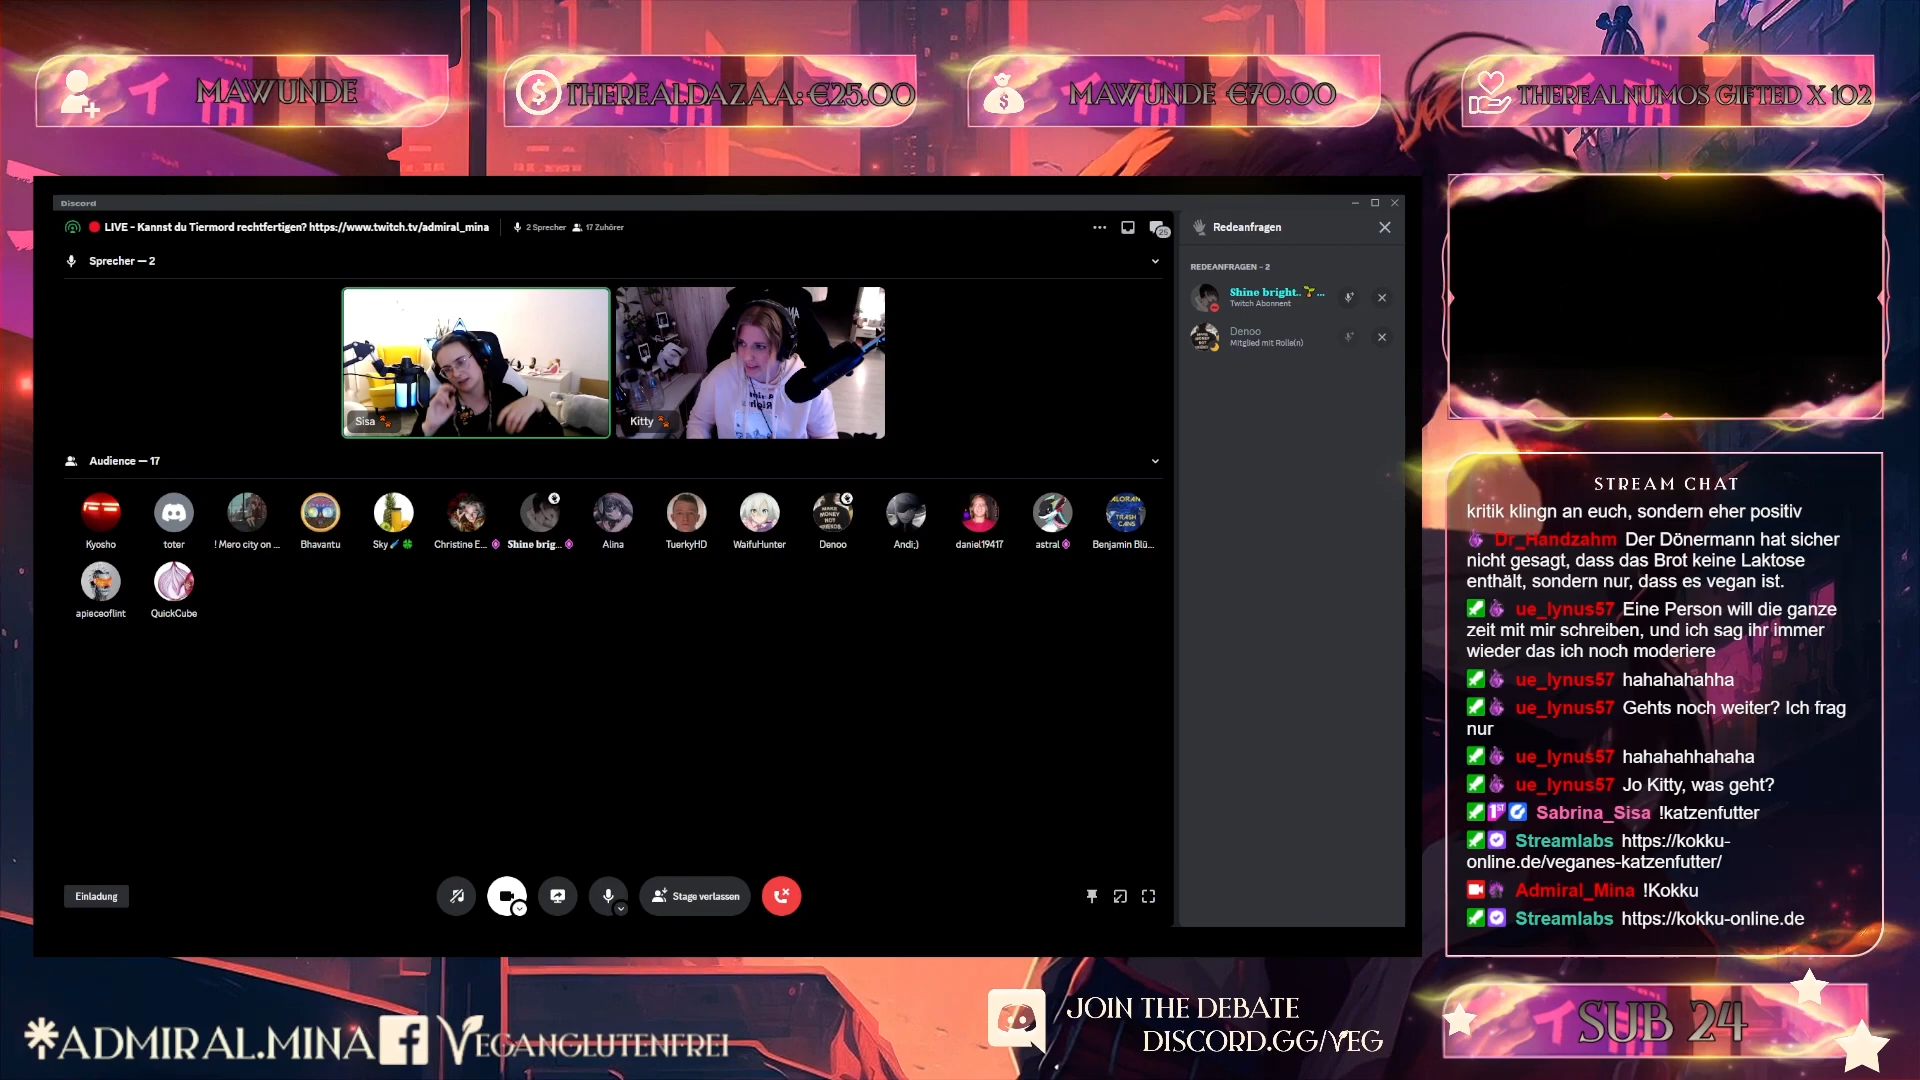 MAWUNDE
THEREALDAZAA: €25.00
MAWUNDE €70.00
THEREALNUMOS GIFTED X 102
Discord
LIVE - Kannst du Tiermord rechtfertigen? https://www.twitch.tv/admiral_mina
2 Sprecher 17 Zuhörer
25
Sprecher — 2
Sisa
Kitty
Audience — 17
Kyosho
toter
! Mero city on ...
Bhavantu
Sky
Christine E...
Shine brig...
Alina
TuerkyHD
WaifuHunter
Denoo
Andi;)
daniel19417
astral
Benjamin Blü...
apieceoflint
QuickCube
Einladung
Stage verlassen
Redeanfragen
REDEANFRAGEN - 2
Shine bright.. ...
Twitch Abonnent
Denoo
Mitglied mit Rolle(n)
STREAM CHAT
kritik klingn an euch, sondern eher positiv
Dr_Handzahm Der Dönermann hat sicher
nicht gesagt, dass das Brot keine Laktose
enthält, sondern nur, dass es vegan ist.
ue_lynus57 Eine Person will die ganze
zeit mit mir schreiben, und ich sag ihr immer
wieder das ich noch moderiere
ue_lynus57 hahahahahha
ue_lynus57 Gehts noch weiter? Ich frag
nur
ue_lynus57 hahahahhahaha
ue_lynus57 Jo Kitty, was geht?
Sabrina_Sisa !katzenfutter
Streamlabs https://kokku-
online.de/veganes-katzenfutter/
Admiral_Mina !Kokku
Streamlabs https://kokku-online.de
*ADMIRAL.MINA
VEGANGLUTENFREI
JOIN THE DEBATE
DISCORD.GG/VEG
SUB 24